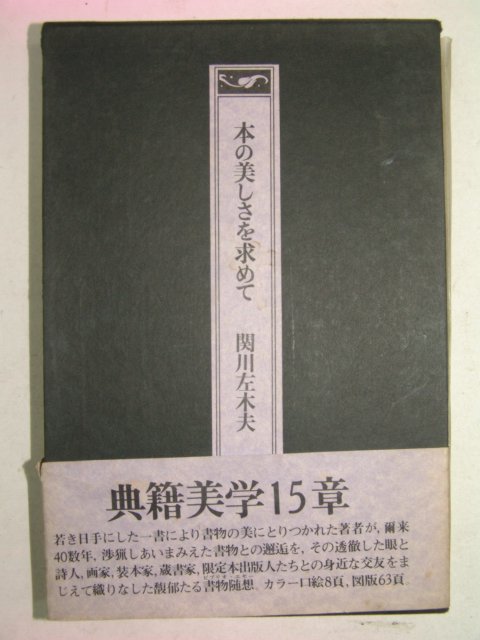 本の美しさを求めて
関川左木夫
典籍美学15章
若き日手にした一書により書物の美にとりつかれた著者が，爾来
40数年，渉猟しあいまみえた書物との邂逅を，その透徹した眼と
詩人，画家，装本家，蔵書家，限定本出版人たちとの身近な交友をま
じえて織りなした馥郁たる書物随想。カラー口絵8頁、図版63頁